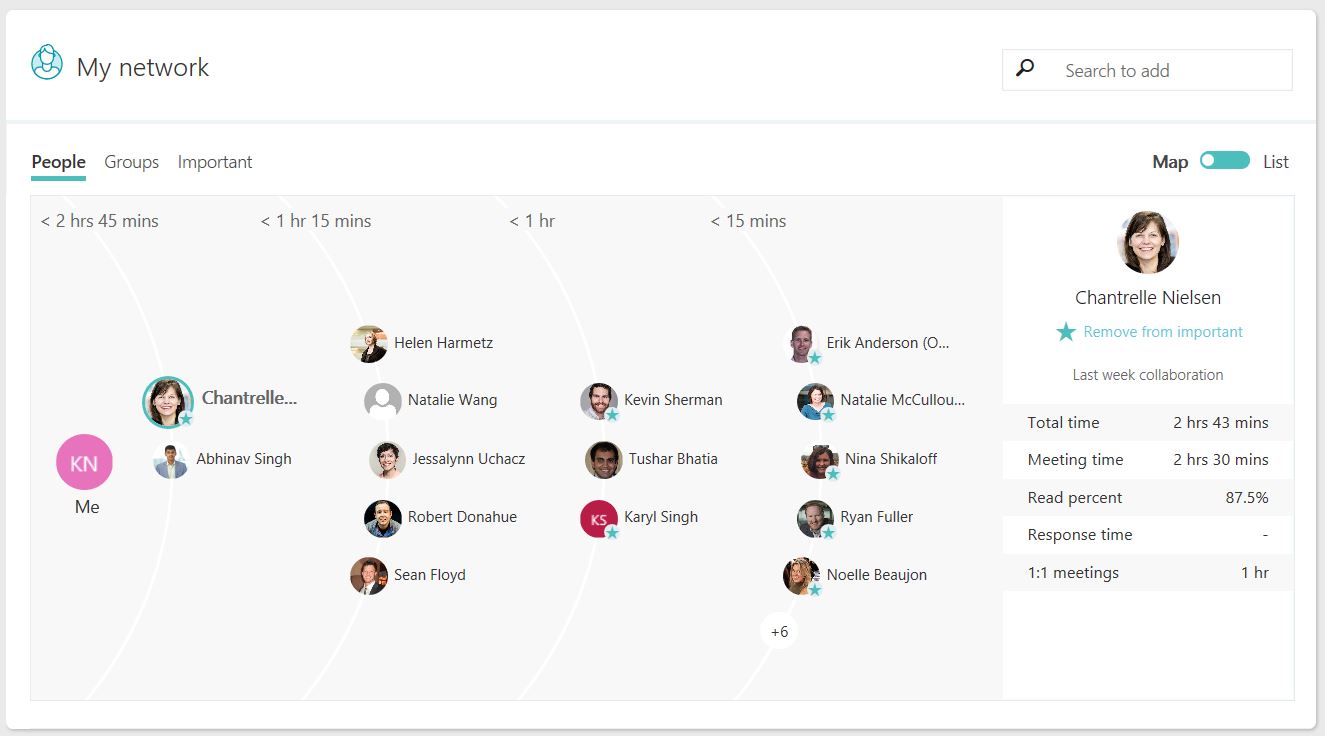 My network
Search to add
People Groups Important
Map List
< 2 hrs 45 mins
< 1 hr 15 mins
< 1 hr
< 15 mins
KN
Me
Chantrelle...
Abhinav Singh
Helen Harmetz
Natalie Wang
Jessalynn Uchacz
Robert Donahue
Sean Floyd
Kevin Sherman
Tushar Bhatia
KS
Karyl Singh
Erik Anderson (O...
Natalie McCullou...
Nina Shikaloff
Ryan Fuller
Noelle Beaujon
+6
Chantrelle Nielsen
Remove from important
Last week collaboration
Total time 2 hrs 43 mins
Meeting time 2 hrs 30 mins
Read percent 87.5%
Response time -
1:1 meetings 1 hr